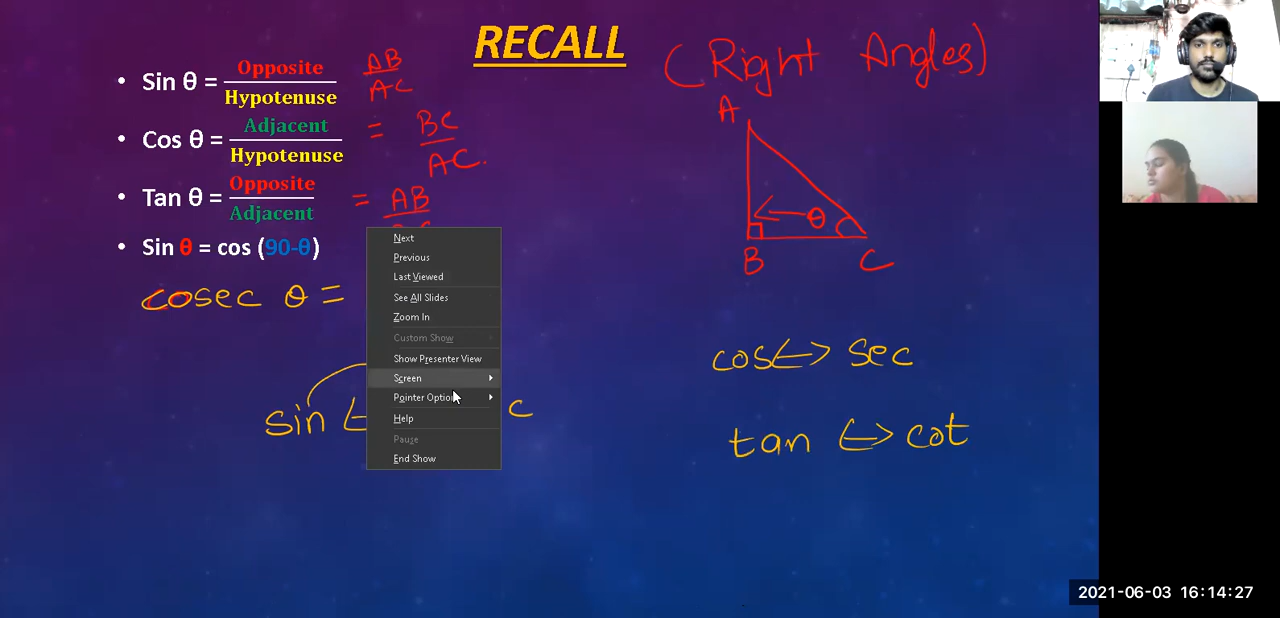 RECALL
(Right Angles)
• Sin θ = Opposite / Hypotenuse AB / AC
• Cos θ = Adjacent / Hypotenuse = BC / AC.
• Tan θ = Opposite / Adjacent = AB
• Sin θ = cos (90-θ)
cosec θ =
A
θ
B
C
sin
c
cos <-> sec
tan <-> cot
Next
Previous
Last Viewed
See All Slides
Zoom In
Custom Show
Show Presenter View
Screen
Pointer Option
Help
Pause
End Show
2021-06-03 16:14:27